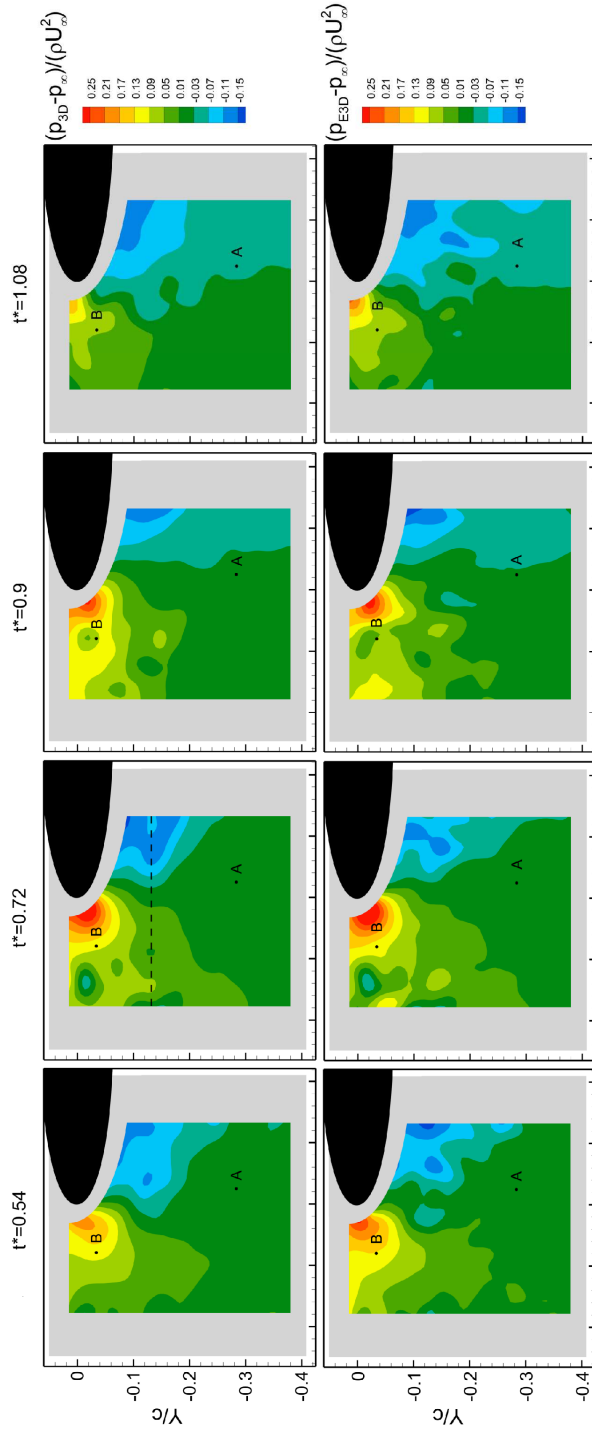 t*=0.54
t*=0.72
t*=0.9
t*=1.08
(p3D-p∞)/(ρU²∞)
0.25
0.21
0.17
0.13
0.09
0.05
0.01
-0.03
-0.07
-0.11
-0.15
Y/c
0
-0.1
-0.2
-0.3
-0.4
B
A
B
A
B
A
B
A
(pE3D-p∞)/(ρU²∞)
0.25
0.21
0.17
0.13
0.09
0.05
0.01
-0.03
-0.07
-0.11
-0.15
Y/c
0
-0.1
-0.2
-0.3
-0.4
B
A
B
A
B
A
B
A